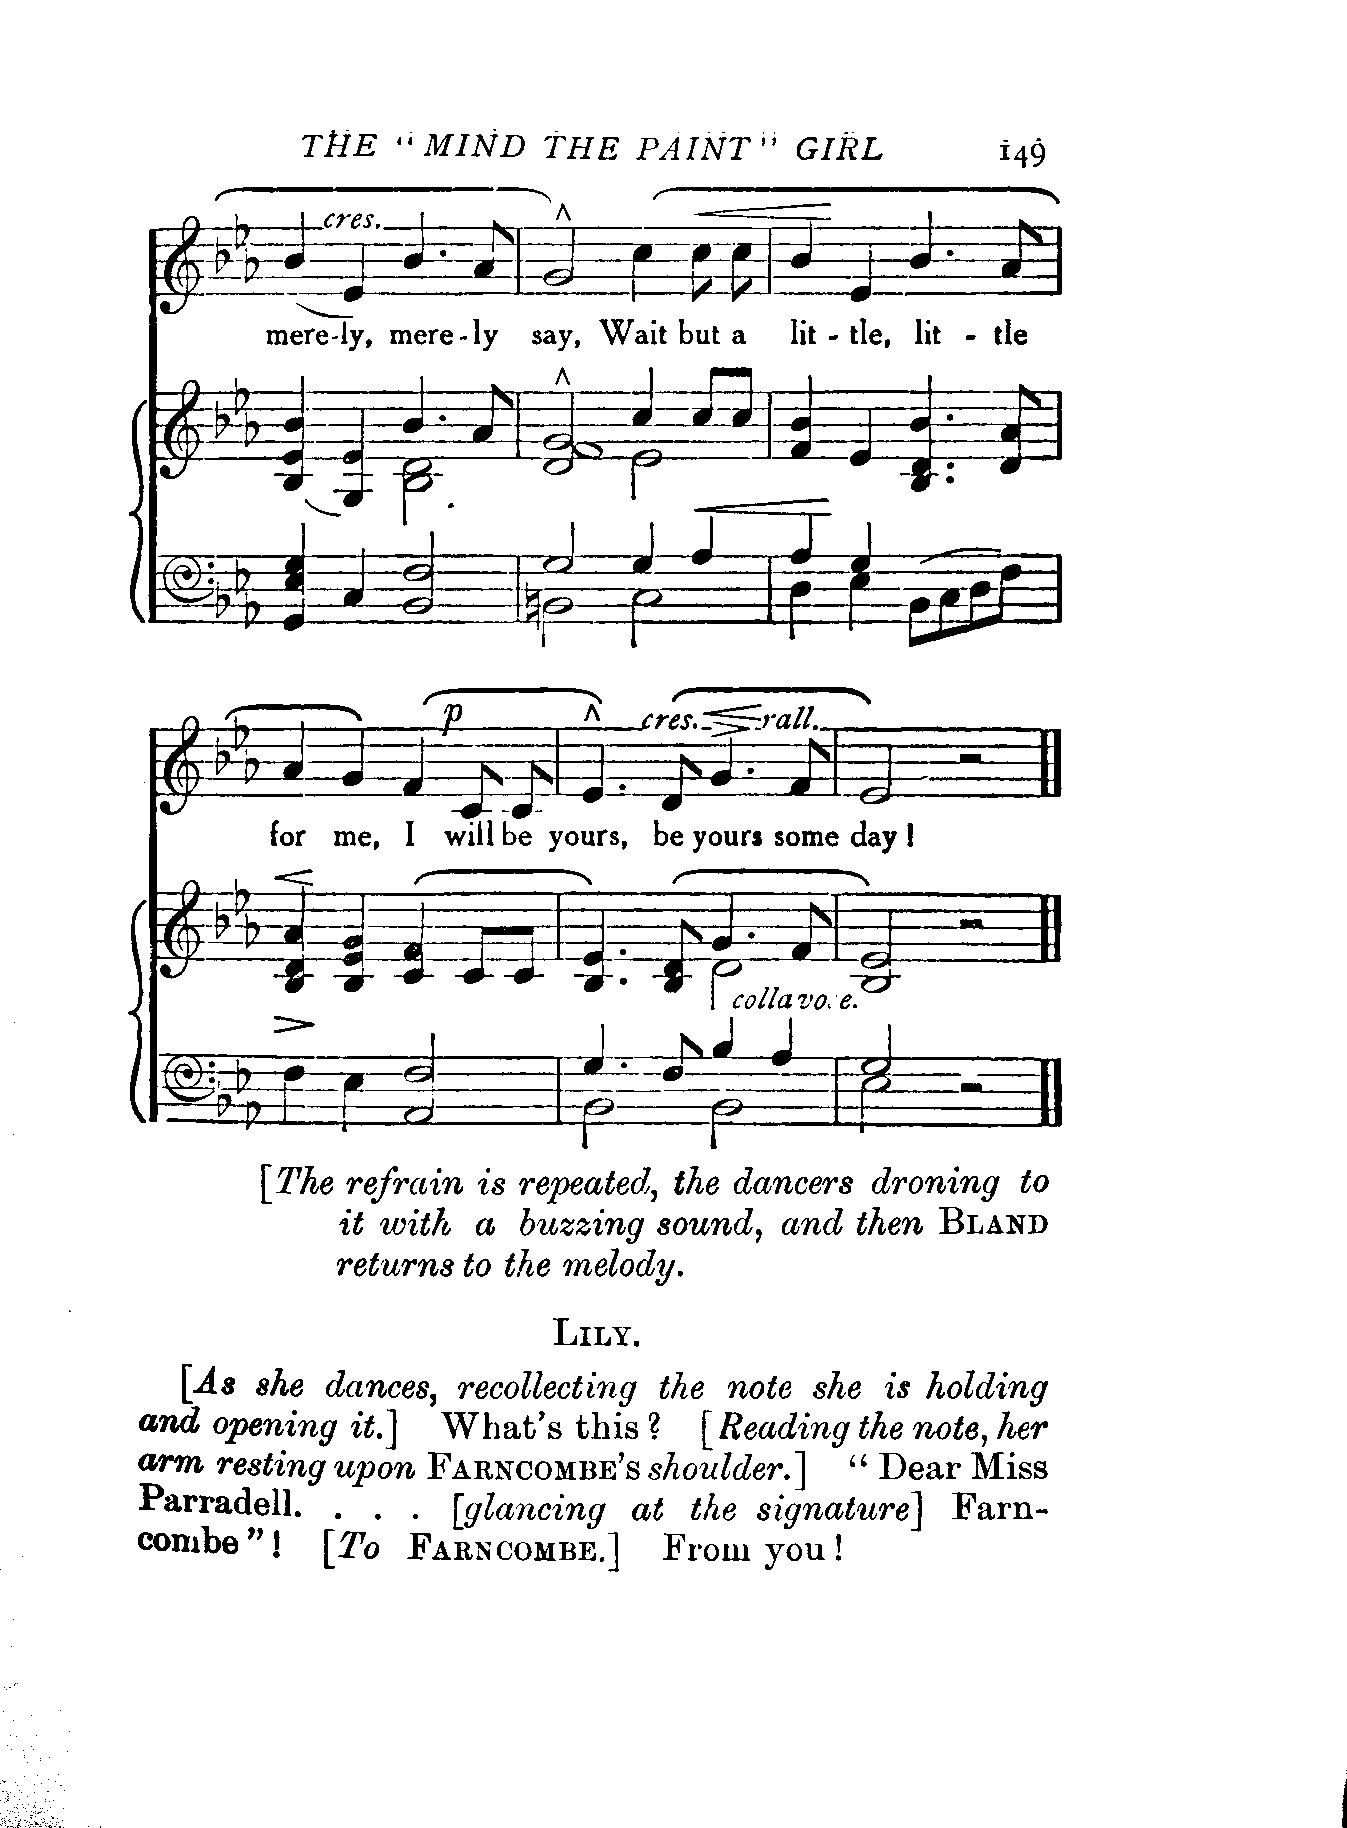 THE "MIND THE PAINT" GIRL 149
cres.
mere-ly, mere-ly say, Wait but a lit - tle, lit - tle
p cres. rall.
for me, I will be yours, be yours some day!
colla voce.
[The refrain is repeated, the dancers droning to
it with a buzzing sound, and then BLAND
returns to the melody.
LILY.
[As she dances, recollecting the note she is holding
and opening it.] What's this? [Reading the note, her
arm resting upon FARNCOMBE'S shoulder.] "Dear Miss
Parradell. . . . [glancing at the signature] Farn-
combe"! [To FARNCOMBE.] From you!